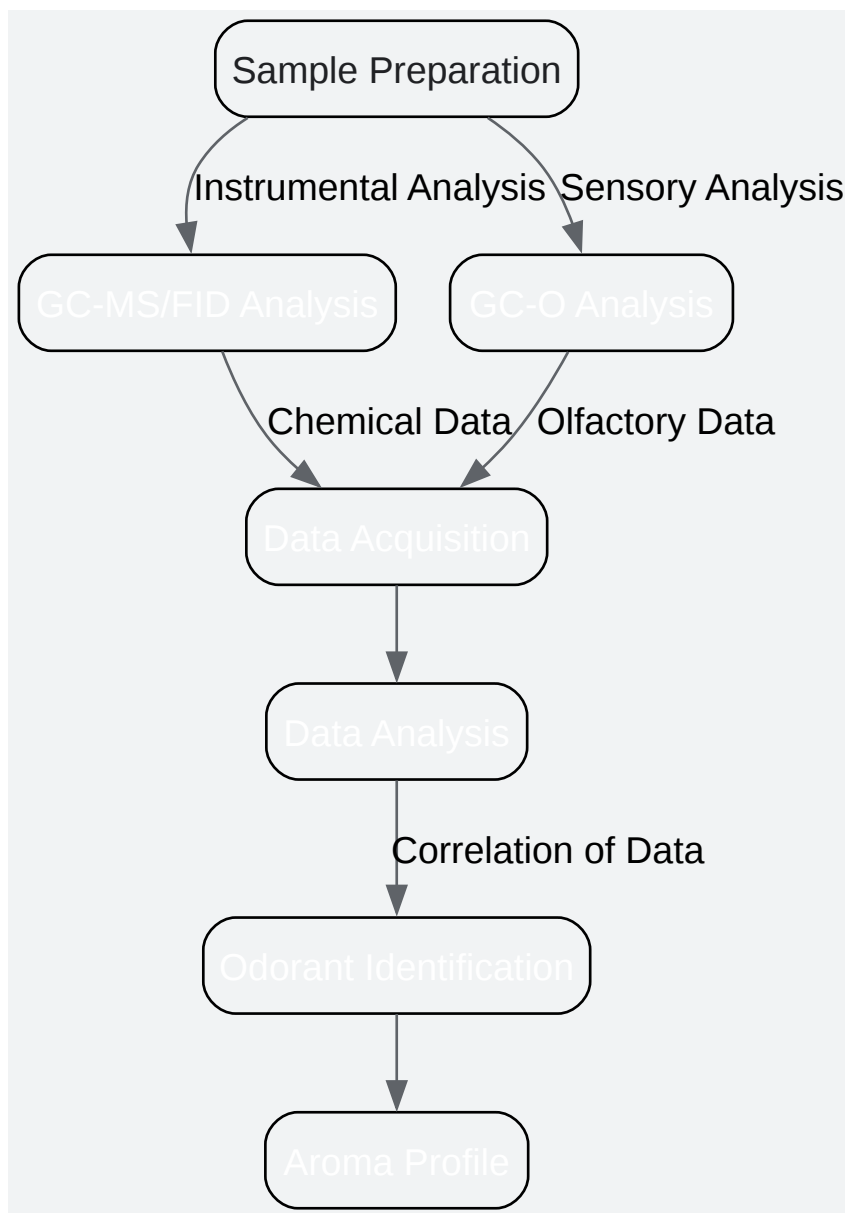 Sample Preparation
Instrumental Analysis
Sensory Analysis
GC-MS/FID Analysis
GC-O Analysis
Chemical Data
Olfactory Data
Data Acquisition
Data Analysis
Correlation of Data
Odorant Identification
Aroma Profile